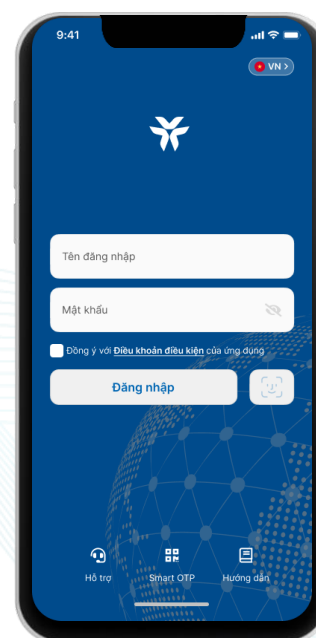 9:41
VN
Tên đăng nhập
Mật khẩu
Đồng ý với Điều khoản điều kiện của ứng dụng
Đăng nhập
Hỗ trợ
Smart OTP
Hướng dẫn